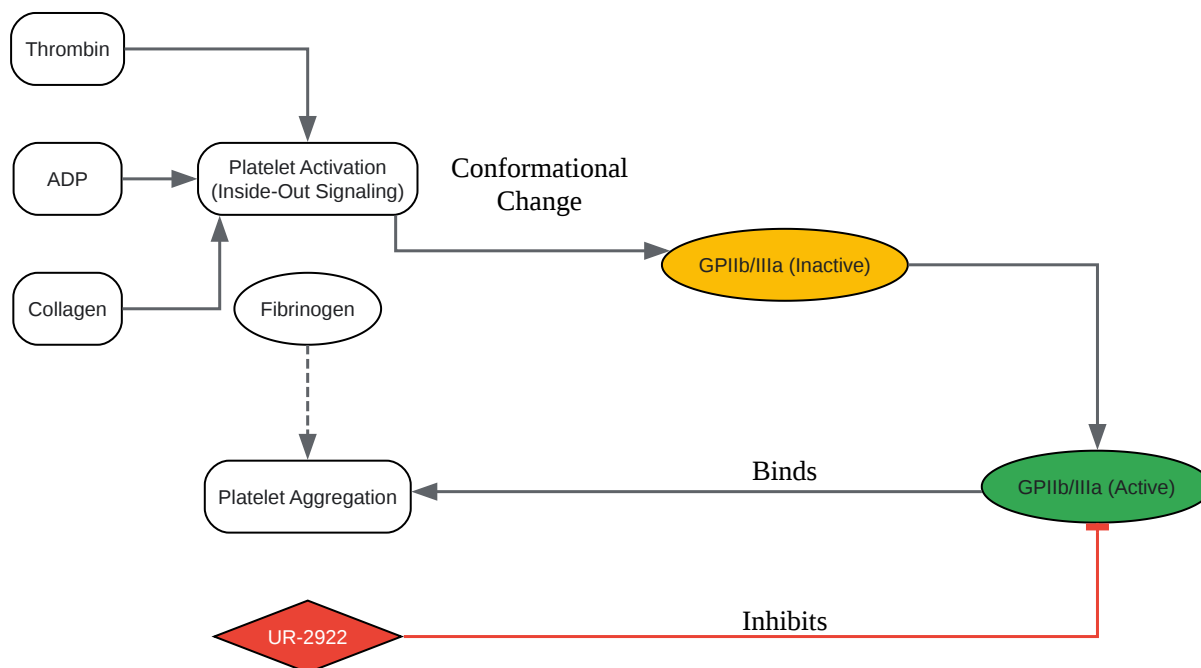 Thrombin
ADP
Platelet Activation
(Inside-Out Signaling)
Conformational
Change
GPIIb/IIIa (Inactive)
Collagen
Fibrinogen
Binds
GPIIb/IIIa (Active)
Platelet Aggregation
Inhibits
UR-2922